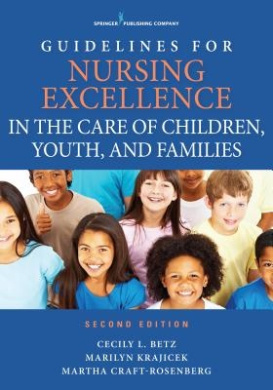 SPRINGER PUBLISHING COMPANY
GUIDELINES FOR
NURSING
EXCELLENCE
IN THE CARE OF CHILDREN,
YOUTH, AND FAMILIES
SECOND EDITION
CECILY L. BETZ
MARILYN KRAJICEK
MARTHA CRAFT-ROSENBERG